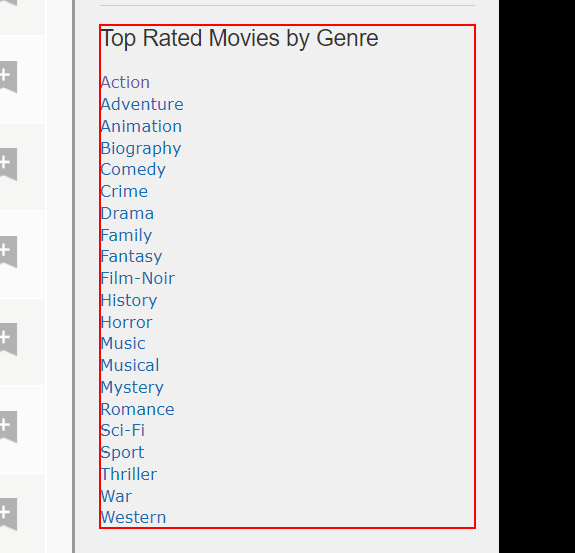 Top Rated Movies by Genre
Action
Adventure
Animation
Biography
Comedy
Crime
Drama
Family
Fantasy
Film-Noir
History
Horror
Music
Musical
Mystery
Romance
Sci-Fi
Sport
Thriller
War
Western